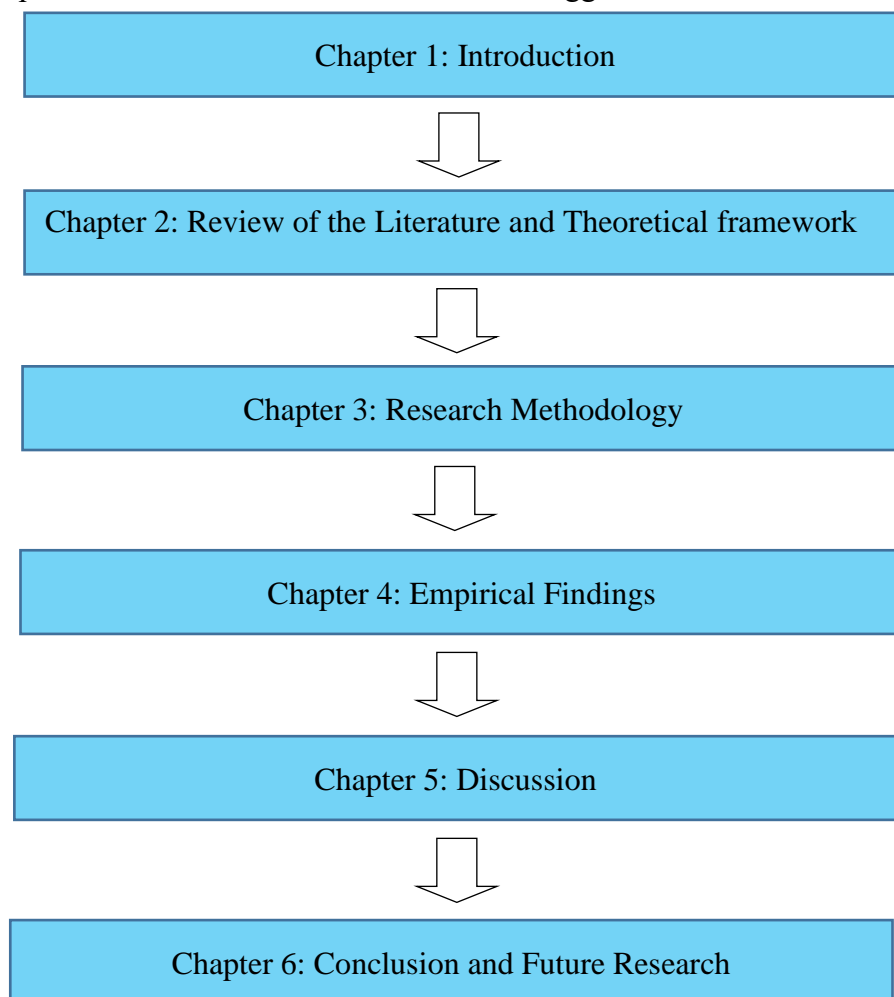 Chapter 1: Introduction
Chapter 2: Review of the Literature and Theoretical framework
Chapter 3: Research Methodology
Chapter 4: Empirical Findings
Chapter 5: Discussion
Chapter 6: Conclusion and Future Research